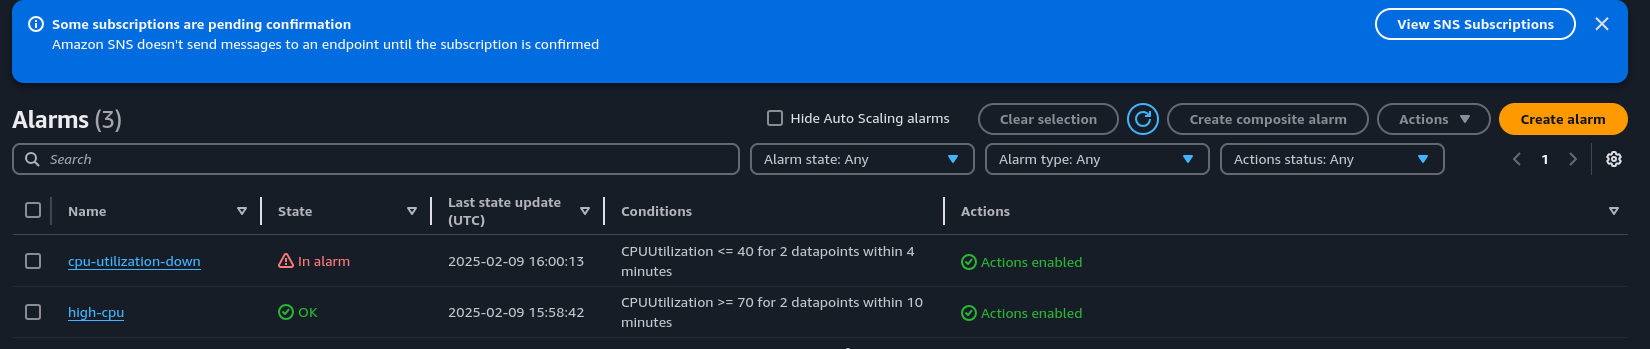 Some subscriptions are pending confirmation
Amazon SNS doesn't send messages to an endpoint until the subscription is confirmed
View SNS Subscriptions
Alarms (3)
Hide Auto Scaling alarms
Clear selection
Create composite alarm
Actions
Create alarm
Search
Alarm state: Any
Alarm type: Any
Actions status: Any
1
Name
State
Last state update
(UTC)
Conditions
Actions
cpu-utilization-down
In alarm
2025-02-09 16:00:13
CPUUtilization <= 40 for 2 datapoints within 4
minutes
Actions enabled
high-cpu
OK
2025-02-09 15:58:42
CPUUtilization >= 70 for 2 datapoints within 10
minutes
Actions enabled